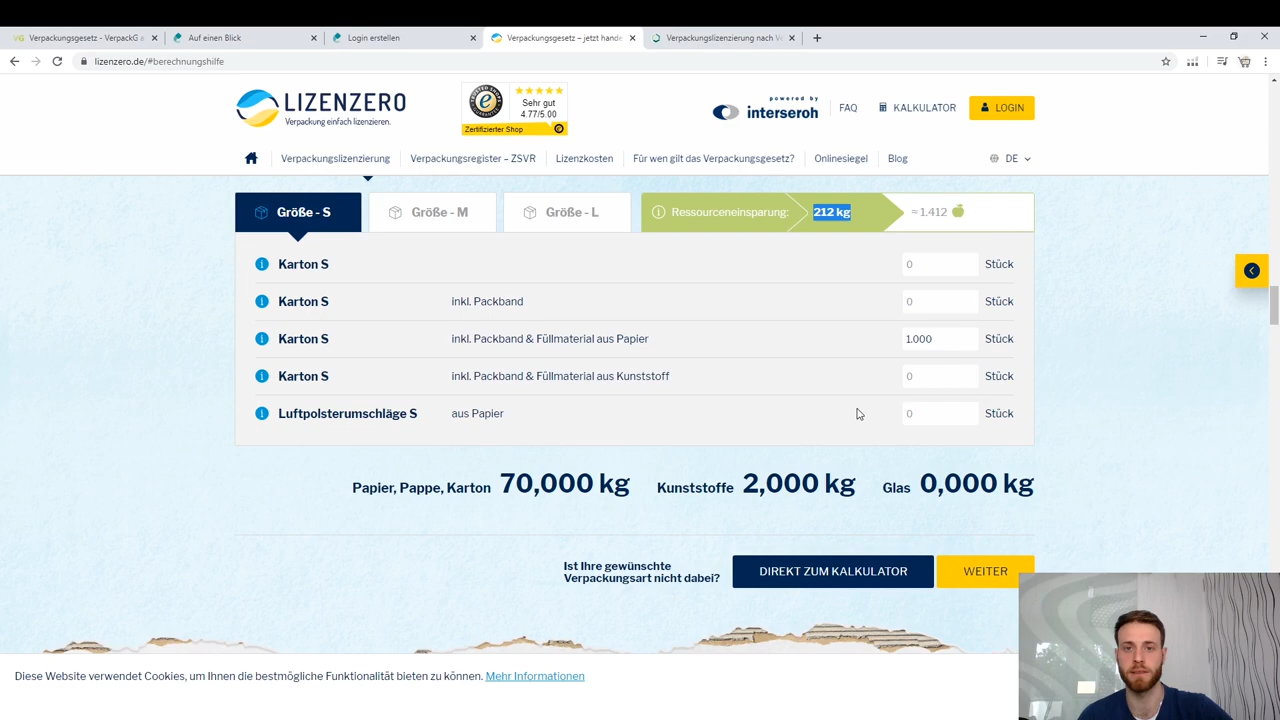 Verpackungsgesetz - VerpackG a
Auf einen Blick
Login erstellen
Verpackungsgesetz – jetzt hande
Verpackungslizenzierung nach Ve
lizenzero.de/#berechnungshilfe
LIZENZERO
Verpackung einfach lizenzieren.
Sehr gut
4.77/5.00
Zertifizierter Shop
powered by
interseroh
FAQ
KALKULATOR
LOGIN
Verpackungslizenzierung
Verpackungsregister – ZSVR
Lizenzkosten
Für wen gilt das Verpackungsgesetz?
Onlinesiegel
Blog
DE
Größe - S
Größe - M
Größe - L
Ressourceneinsparung:
212 kg
≈ 1.412
Karton S 0 Stück
Karton S inkl. Packband 0 Stück
Karton S inkl. Packband & Füllmaterial aus Papier 1.000 Stück
Karton S inkl. Packband & Füllmaterial aus Kunststoff 0 Stück
Luftpolsterumschläge S aus Papier 0 Stück
Papier, Pappe, Karton 70,000 kg Kunststoffe 2,000 kg Glas 0,000 kg
Ist Ihre gewünschte
Verpackungsart nicht dabei?
DIREKT ZUM KALKULATOR
WEITER
Diese Website verwendet Cookies, um Ihnen die bestmögliche Funktionalität bieten zu können. Mehr Informationen